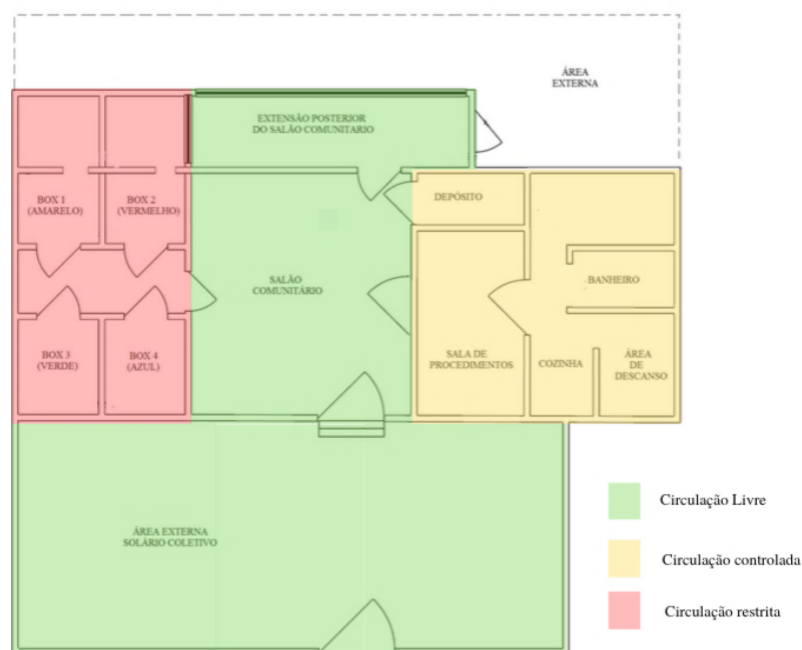 ÁREA
EXTERNA
EXTENSÃO POSTERIOR
DO SALÃO COMUNITARIO
BOX 1
(AMARELO)
BOX 2
(VERMELHO)
DEPÓSITO
SALÃO
COMUNITÁRIO
BANHEIRO
BOX 3
(VERDE)
BOX 4
(AZUL)
SALA DE
PROCEDIMENTOS
COZINHA
ÁREA
DE
DESCANSO
ÁREA EXTERNA
SOLÁRIO COLETIVO
Circulação Livre
Circulação controlada
Circulação restrita